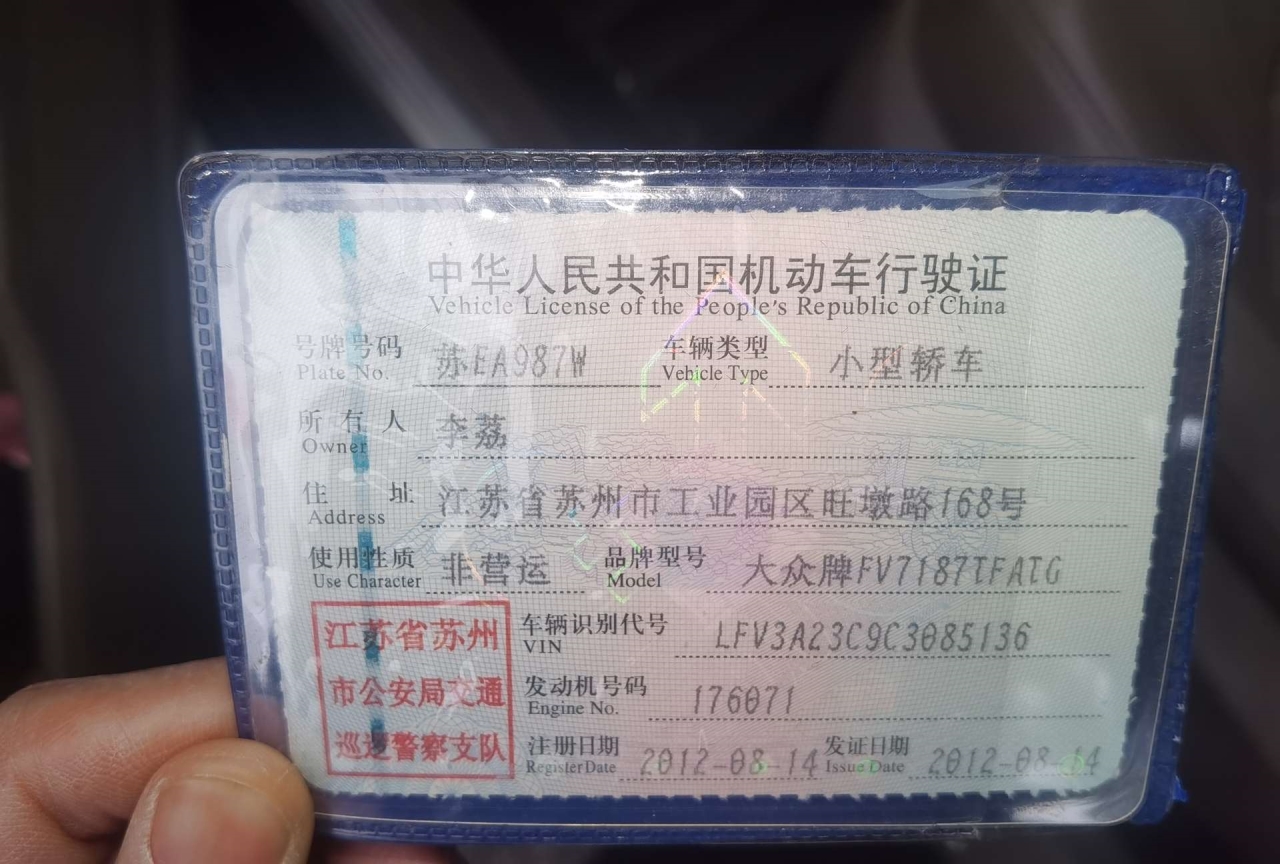 中华人民共和国机动车行驶证
Vehicle License of the People's Republic of China
号牌号码 苏EA987W 车辆类型 小型轿车
Plate No. Vehicle Type
所有人 李荔
Owner
住址 江苏省苏州市工业园区旺墩路168号
Address
使用性质 非营运 品牌型号 大众牌FV7187TFATG
Use Character Model
江苏省苏州
市公安局交通
巡逻警察支队
车辆识别代号 LFV3A23C9C3085136
VIN
发动机号码 176071
Engine No.
注册日期 2012-08-14 发证日期 2012-08-14
Register Date Issue Date